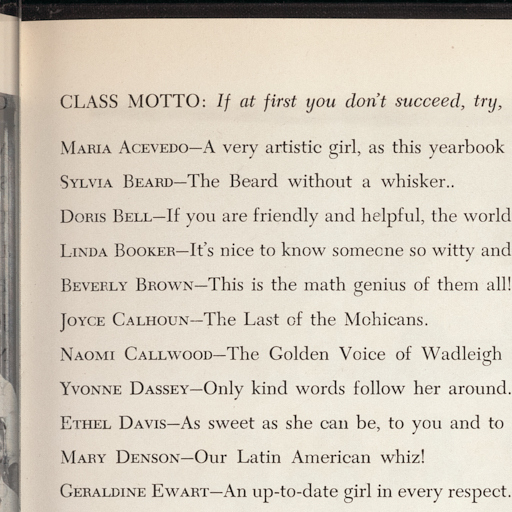 CLASS MOTTO: If at first you don't succeed, try,
MARIA ACEVEDO—A very artistic girl, as this yearbook
SYLVIA BEARD—The Beard without a whisker..
DORIS BELL—If you are friendly and helpful, the world
LINDA BOOKER—It's nice to know someone so witty and
BEVERLY BROWN—This is the math genius of them all!
JOYCE CALHOUN—The Last of the Mohicans.
NAOMI CALLWOOD—The Golden Voice of Wadleigh
YVONNE DASSEY—Only kind words follow her around.
ETHEL DAVIS—As sweet as she can be, to you and to
MARY DENSON—Our Latin American whiz!
GERALDINE EWART—An up-to-date girl in every respect.